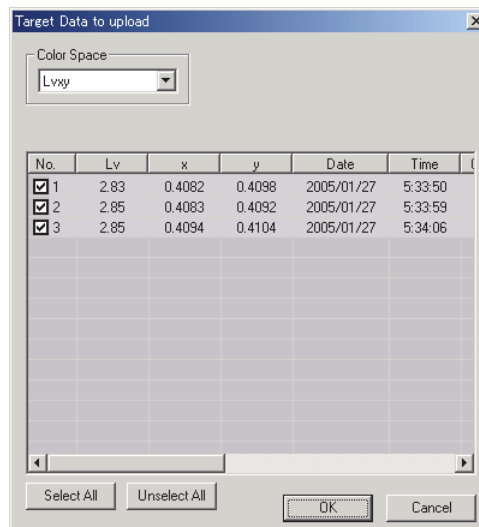 Target Data to upload
Color Space
Lvxy
No. Lv x y Date Time
1 2.83 0.4082 0.4098 2005/01/27 5:33:50
2 2.85 0.4083 0.4092 2005/01/27 5:33:59
3 2.85 0.4094 0.4104 2005/01/27 5:34:06
Select All Unselect All OK Cancel